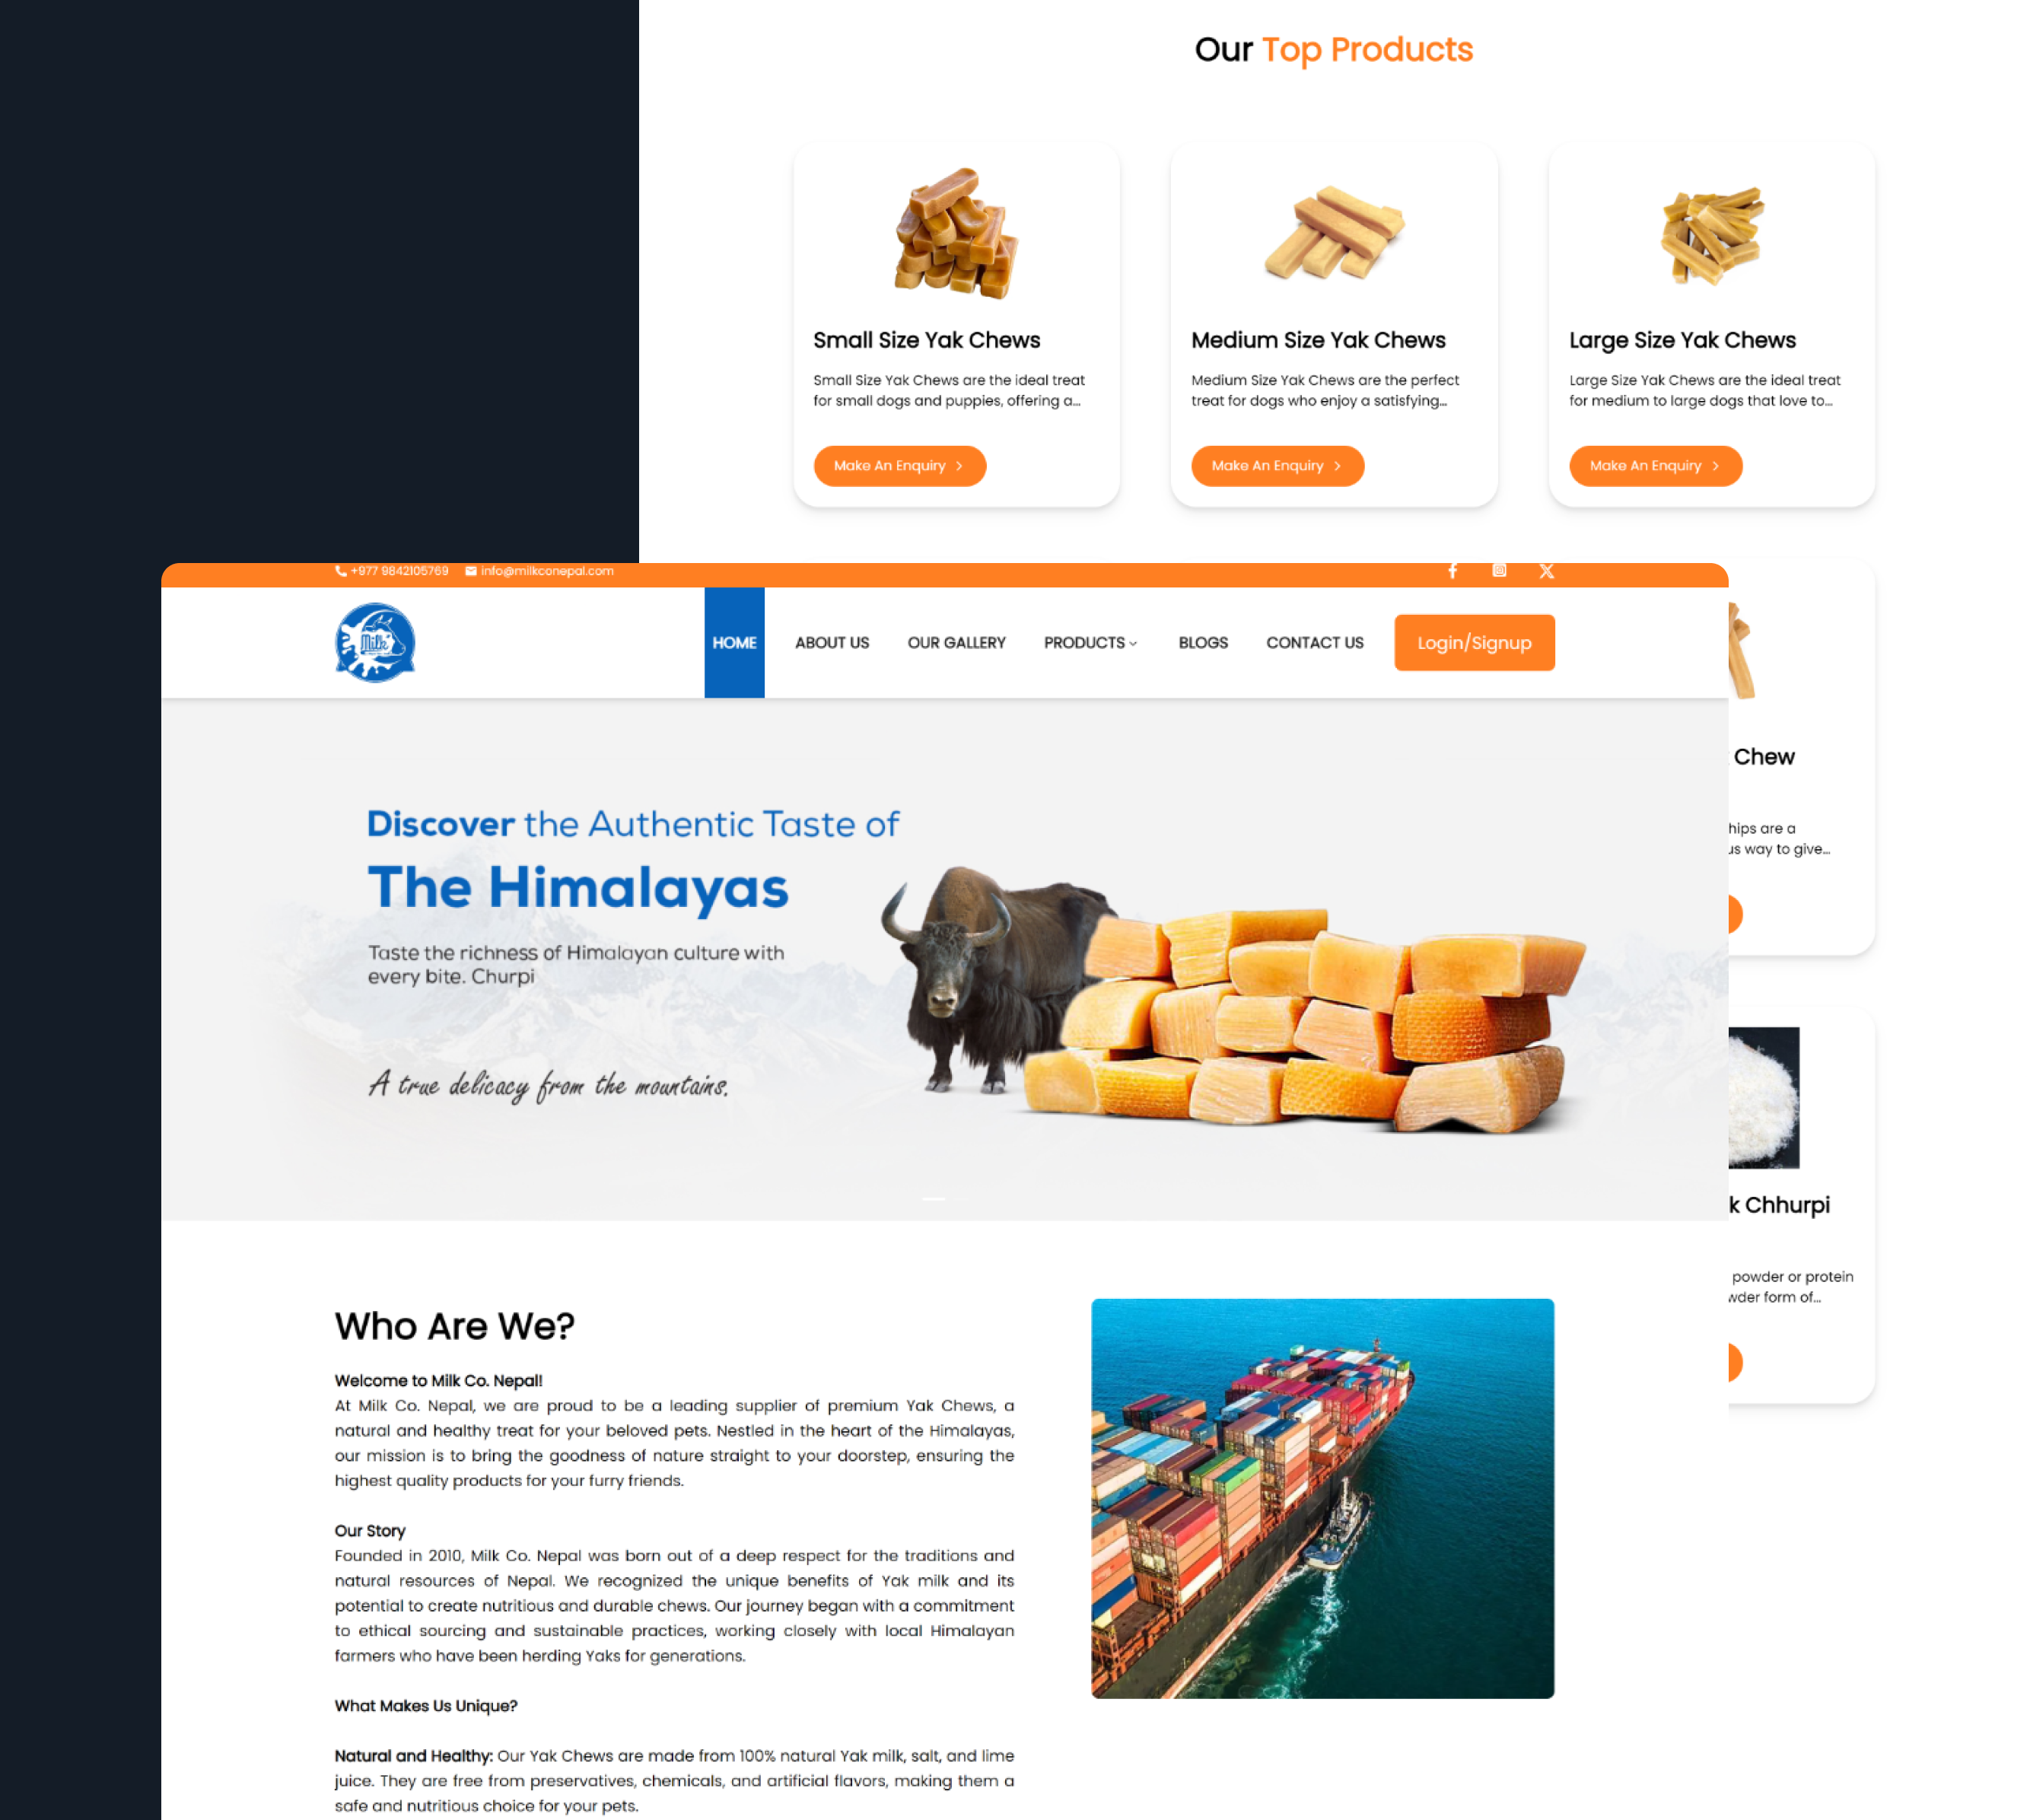 Our Top Products
Small Size Yak Chews
Small Size Yak Chews are the ideal treat
for small dogs and puppies, offering a...
Make An Enquiry
Medium Size Yak Chews
Medium Size Yak Chews are the perfect
treat for dogs who enjoy a satisfying...
Make An Enquiry
Large Size Yak Chews
Large Size Yak Chews are the ideal treat
for medium to large dogs that love to...
Make An Enquiry
+977 9842105769 info@milkconepal.com
Milk
HOME ABOUT US OUR GALLERY PRODUCTS BLOGS CONTACT US Login/Signup
Discover the Authentic Taste of
The Himalayas
Taste the richness of Himalayan culture with
every bite. Churpi
A true delicacy from the mountains.
Chew
hips are a
us way to give...
k Chhurpi
powder or protein
wder form of...
Who Are We?
Welcome to Milk Co. Nepal!
At Milk Co. Nepal, we are proud to be a leading supplier of premium Yak Chews, a
natural and healthy treat for your beloved pets. Nestled in the heart of the Himalayas,
our mission is to bring the goodness of nature straight to your doorstep, ensuring the
highest quality products for your furry friends.
Our Story
Founded in 2010, Milk Co. Nepal was born out of a deep respect for the traditions and
natural resources of Nepal. We recognized the unique benefits of Yak milk and its
potential to create nutritious and durable chews. Our journey began with a commitment
to ethical sourcing and sustainable practices, working closely with local Himalayan
farmers who have been herding Yaks for generations.
What Makes Us Unique?
Natural and Healthy: Our Yak Chews are made from 100% natural Yak milk, salt, and lime
juice. They are free from preservatives, chemicals, and artificial flavors, making them a
safe and nutritious choice for your pets.